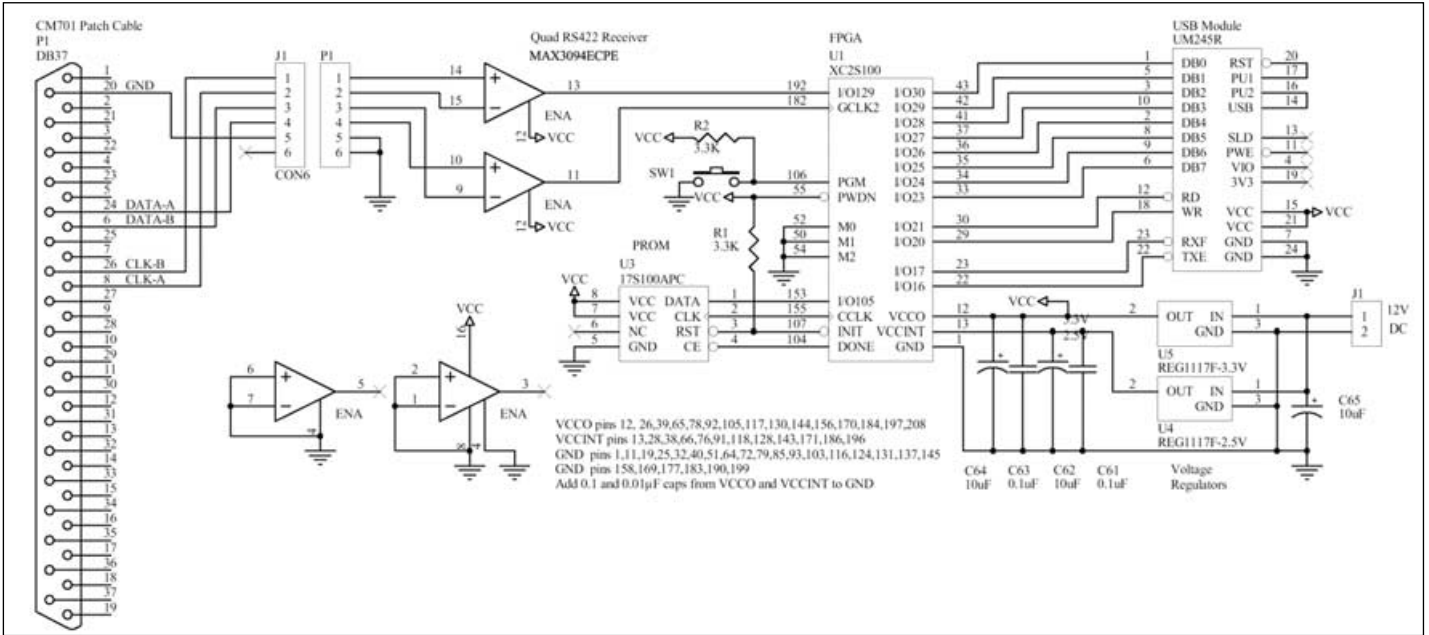 CM701 Patch Cable
P1
DB37
1
20 GND
2
21
3
22
4
23
5
24 DATA-A
6 DATA-B
25
7
26 CLK-B
8 CLK-A
27
9
28
10
29
11
30
12
31
13
32
14
33
15
34
16
35
17
36
18
37
19
J1
1
2
3
4
5
6
CON6
P1
1
2
3
4
5
6
Quad RS422 Receiver
MAX3094ECPE
14
15
+
−
13
ENA
12
VCC
10
9
+
−
11
ENA
12
VCC
6
7
+
−
5
ENA
4
VCC
16
2
1
+
−
3
ENA
8
4
R2
VCC
3.3K
SW1
VCC
R1
3.3K
PROM
U3
17S100APC
VCC
8 VCC DATA 1
7 VCC CLK 2
6 NC RST 3
5 GND CE 4
FPGA
U1
XC2S100
192 I/O129 I/O30 43
182 GCLK2 I/O29 42
I/O28 41
I/O27 37
I/O26 36
I/O25 35
106 PGM I/O24 34
55 PWDN I/O23 33
52 M0 I/O21 30
50 M1 I/O20 29
54 M2
I/O17 23
I/O16 22
153 I/O105
155 CCLK VCCO 12
107 INIT VCCINT 13
104 DONE GND 1
USB Module
UM245R
1 DB0 RST 20
5 DB1 PU1 17
3 DB2 PU2 16
10 DB3 USB 14
2 DB4
8 DB5 SLD 13
9 DB6 PWE 11
6 DB7 VIO 4
3V3 19
12 RD
18 WR VCC 15
VCC 21
23 RXF GND 7
22 TXE GND 24
VCC
VCC
3.3V
2.5V
2 OUT IN 1
GND 3
U5
REG1117F-3.3V
2 OUT IN 1
GND 3
U4
REG1117F-2.5V
J1
1
2
12V
DC
C65
10uF
C64
10uF
C63
0.1uF
C62
10uF
C61
0.1uF
Voltage
Regulators
VCCO pins 12, 26,39,65,78,92,105,117,130,144,156,170,184,197,208
VCCINT pins 13,28,38,66,76,91,118,128,143,171,186,196
GND pins 1,11,19,25,32,40,51,64,72,79,85,93,103,116,124,131,137,145
GND pins 158,169,177,183,190,199
Add 0.1 and 0.01µF caps from VCCO and VCCINT to GND